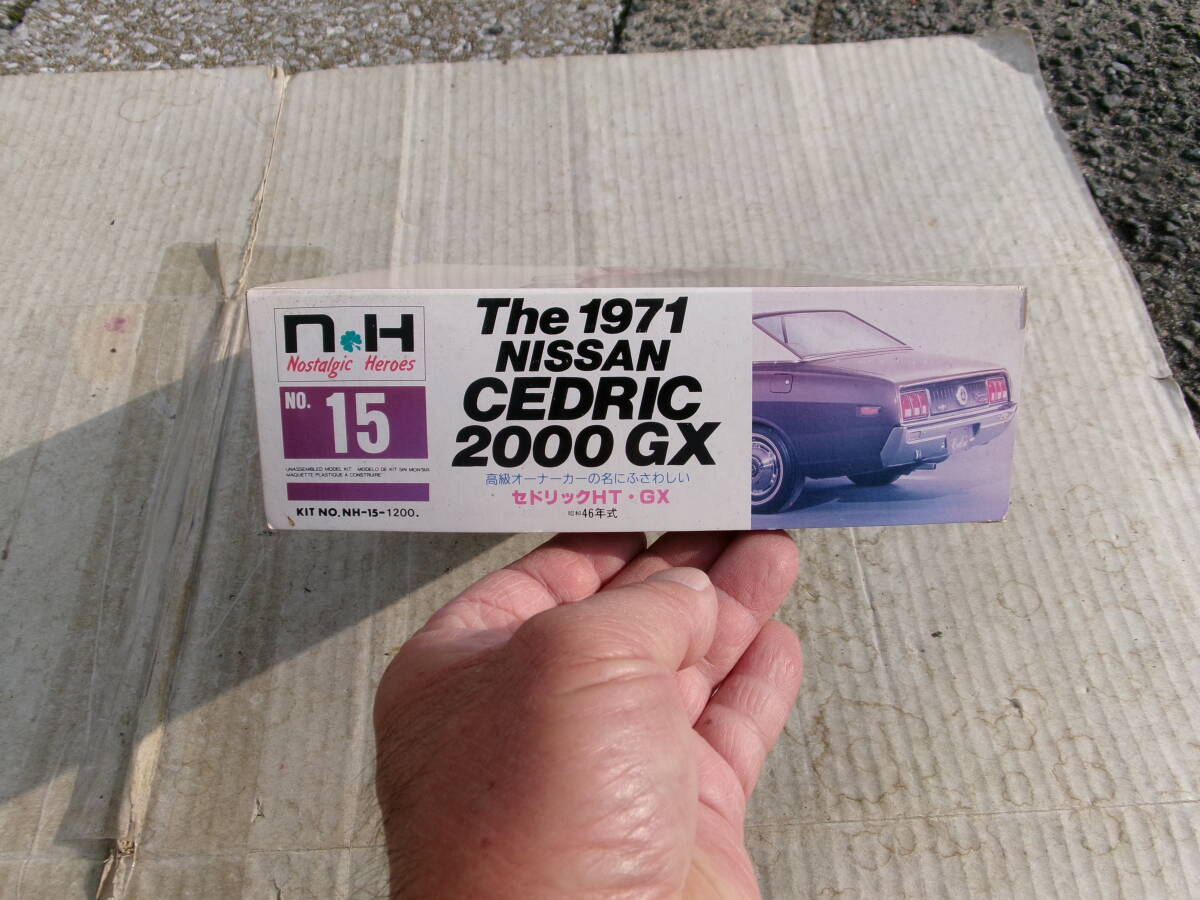 n H
Nostalgic Heroes
NO. 15
UNASSEMBLED MODEL KIT MODELO DE KIT SIN MONTAR
MAQUETTE PLASTIQUE A CONSTRUIRE
KIT NO. NH-15-1200.
The 1971
NISSAN
CEDRIC
2000 GX
高級オーナーカーの名にふさわしい
セドリックHT・GX
昭和46年式